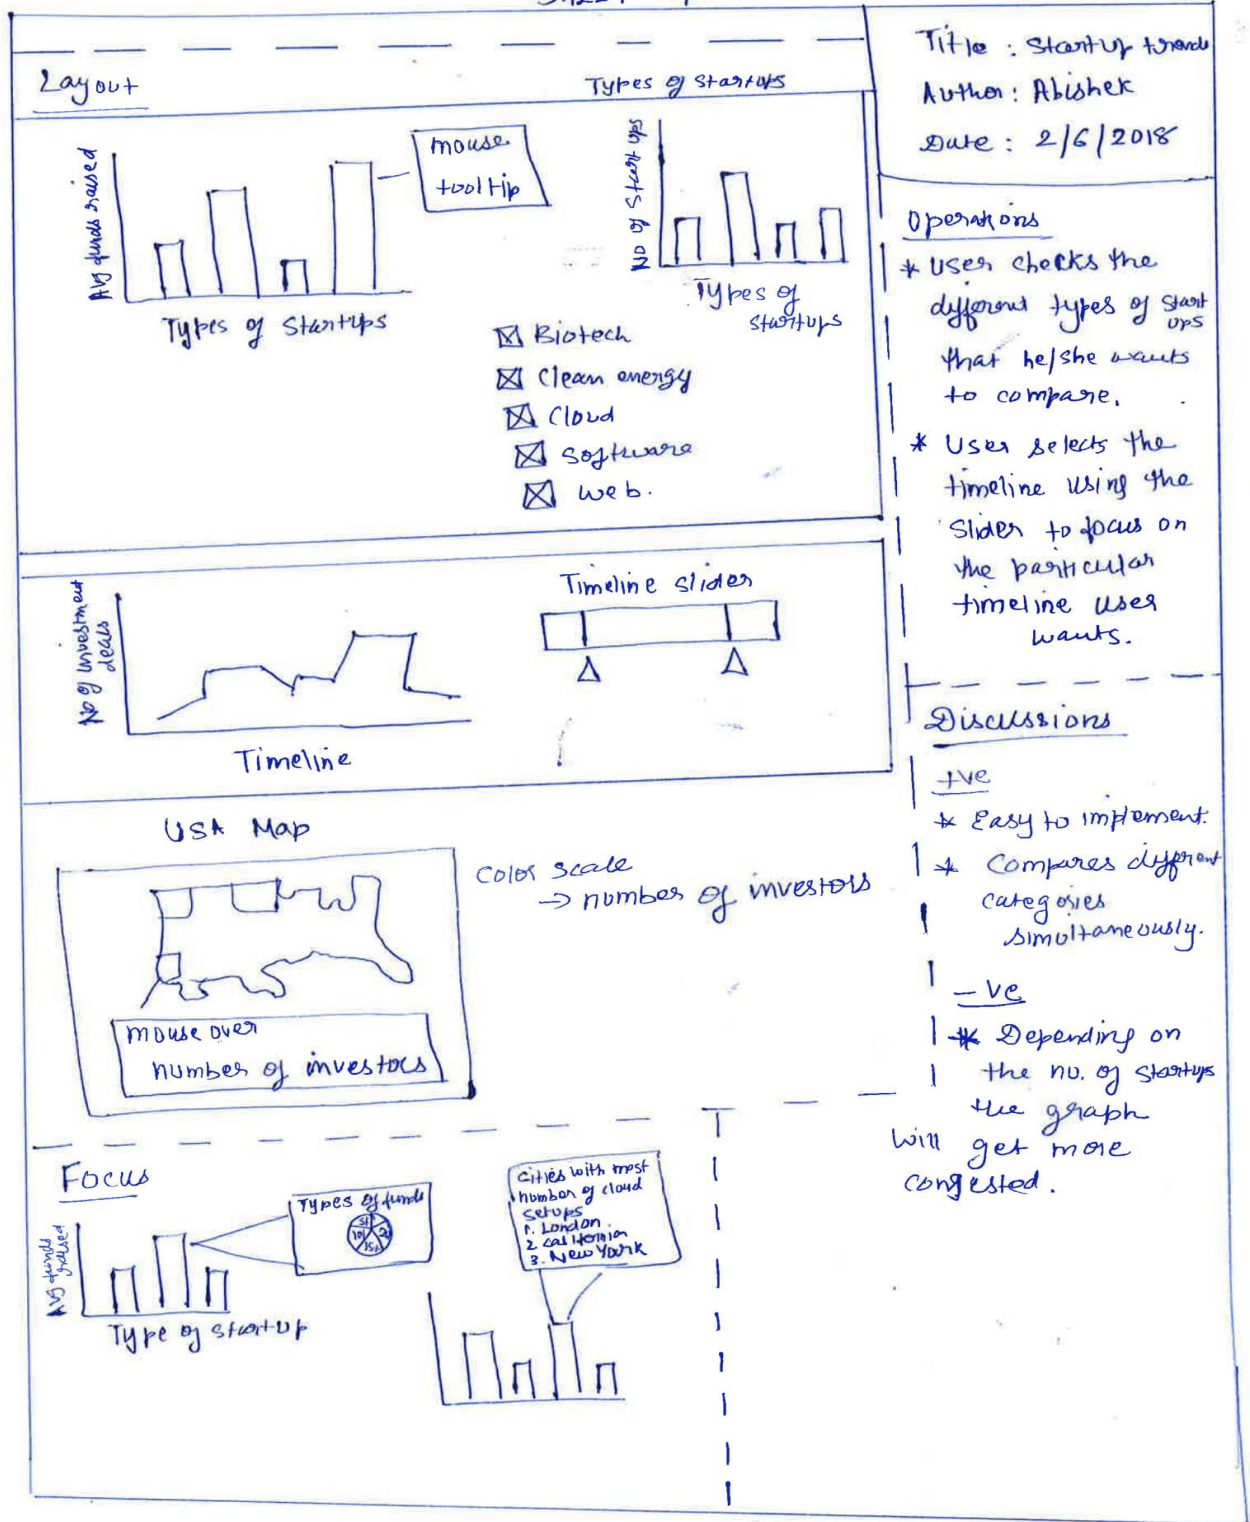 Title : Startup trends
Author : Abishek
Date : 2/6/2018
Layout
Types of startups
Avg funds raised
mouse
tooltip
Types of Startups
No of Start ups
Types of
startups
Biotech
Clean energy
Cloud
Software
Web.
No of Investment
deals
Timeline
Timeline slider
USA Map
mouse over
number of investors
Color scale
→ number of investors
Focus
Avg funds
raised
Type of startup
Types of funds
Cities with most
number of cloud
setups
1. London
2 California
3. New York
Operations
* User checks the
different types of start
ups
that he/she wants
to compare.
* User selects the
timeline using the
slider to focus on
the particular
timeline user
wants.
Discussions
+ve
* Easy to implement.
* Compares diffrent
categories
simultaneously.
- ve
* Depending on
the no. of startups
the graph
will get more
congested.